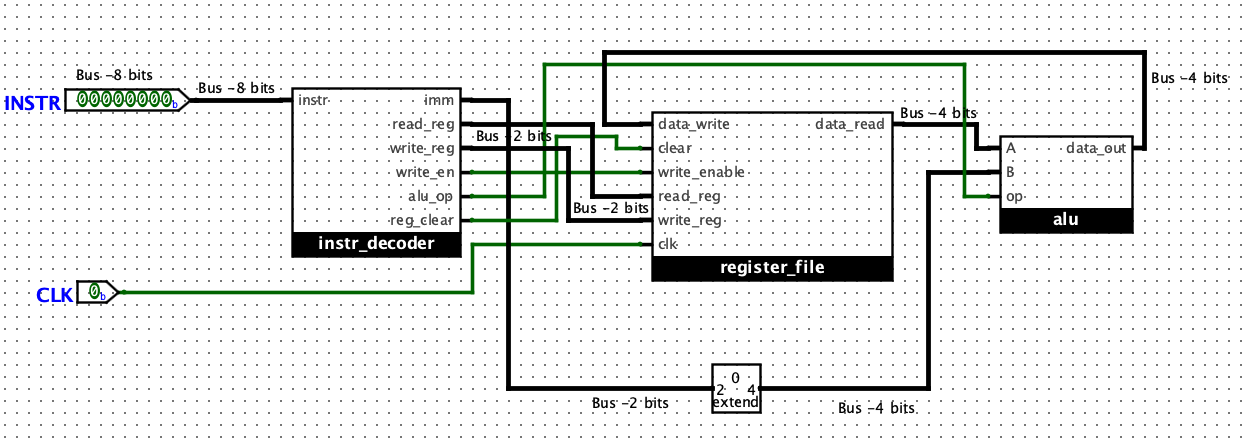 Bus -8 bits
INSTR 00000000b
Bus -8 bits
instr
imm
read_reg
write_reg
write_en
alu_op
reg_clear
instr_decoder
Bus -2 bits
Bus -2 bits
data_write
clear
write_enable
read_reg
write_reg
clk
data_read
register_file
Bus -4 bits
A
B
op
data_out
alu
Bus -4 bits
CLK 0b
0
2 4
extend
Bus -2 bits
Bus -4 bits